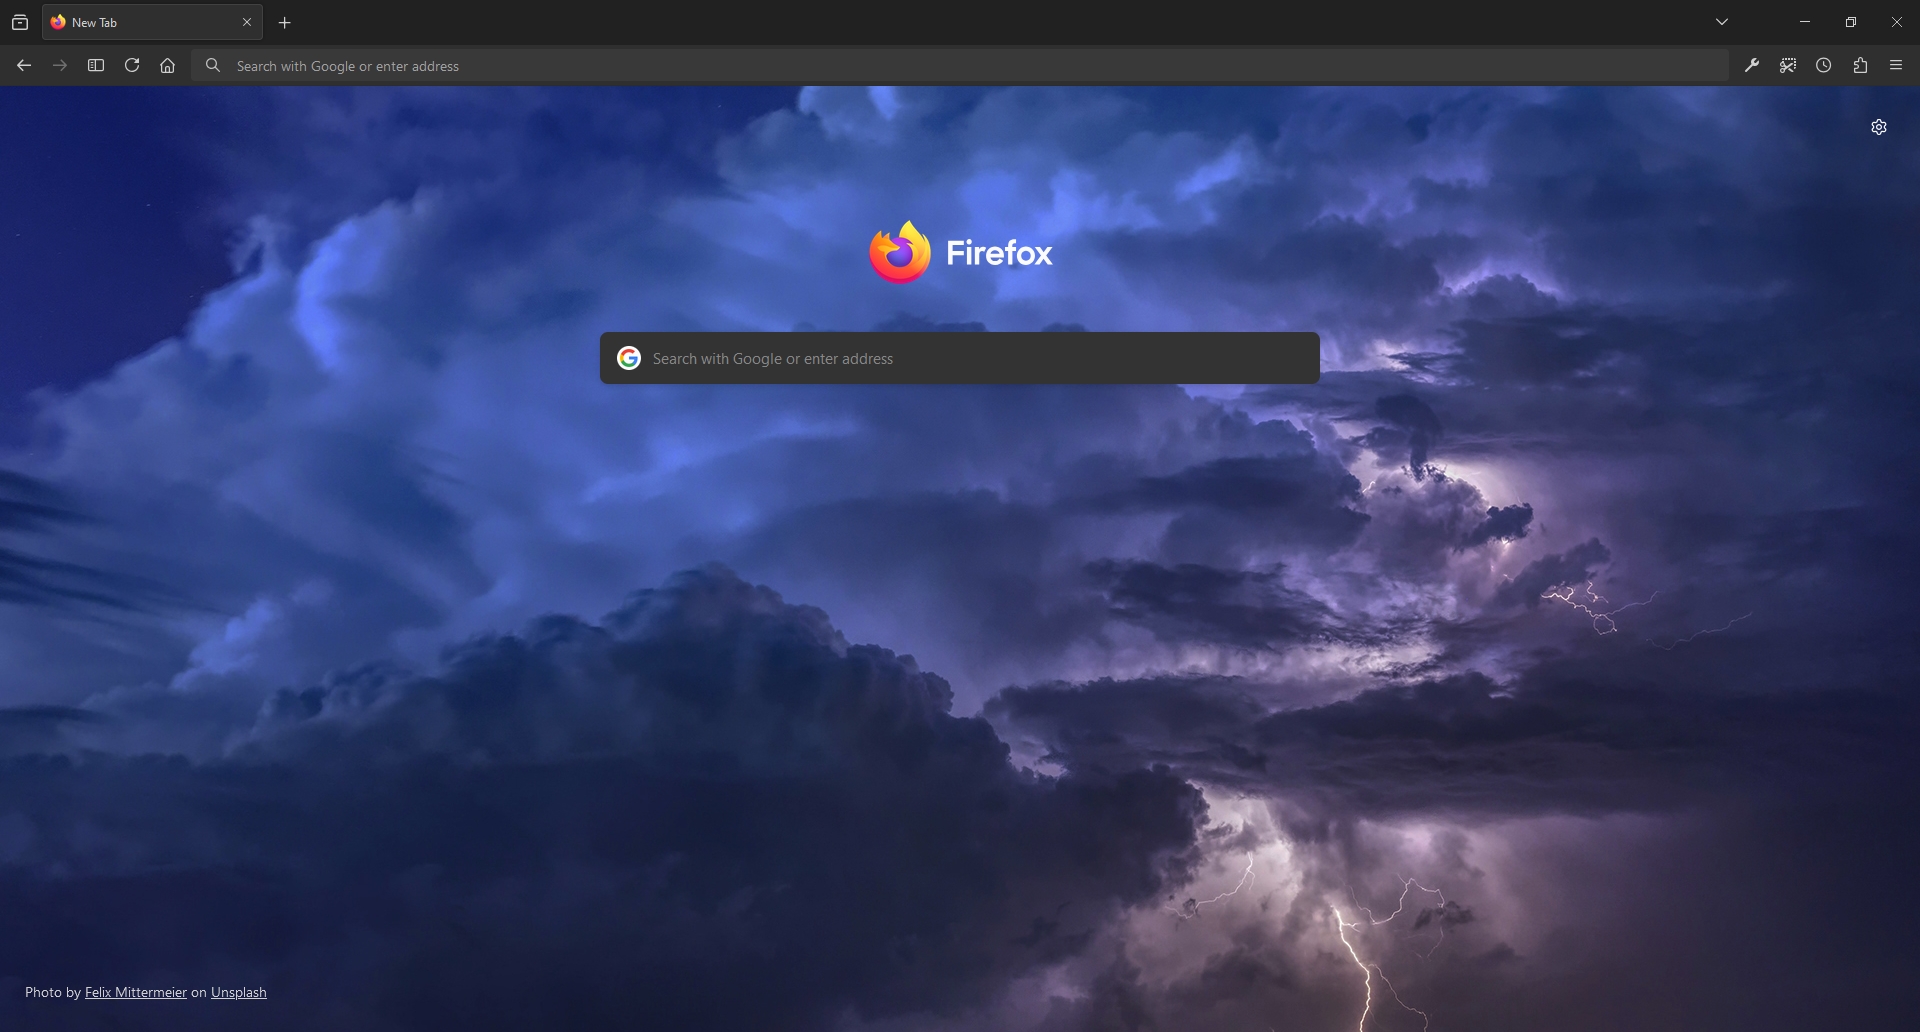 New Tab
Search with Google or enter address
Firefox
Search with Google or enter address
Photo by Felix Mittermeier on Unsplash